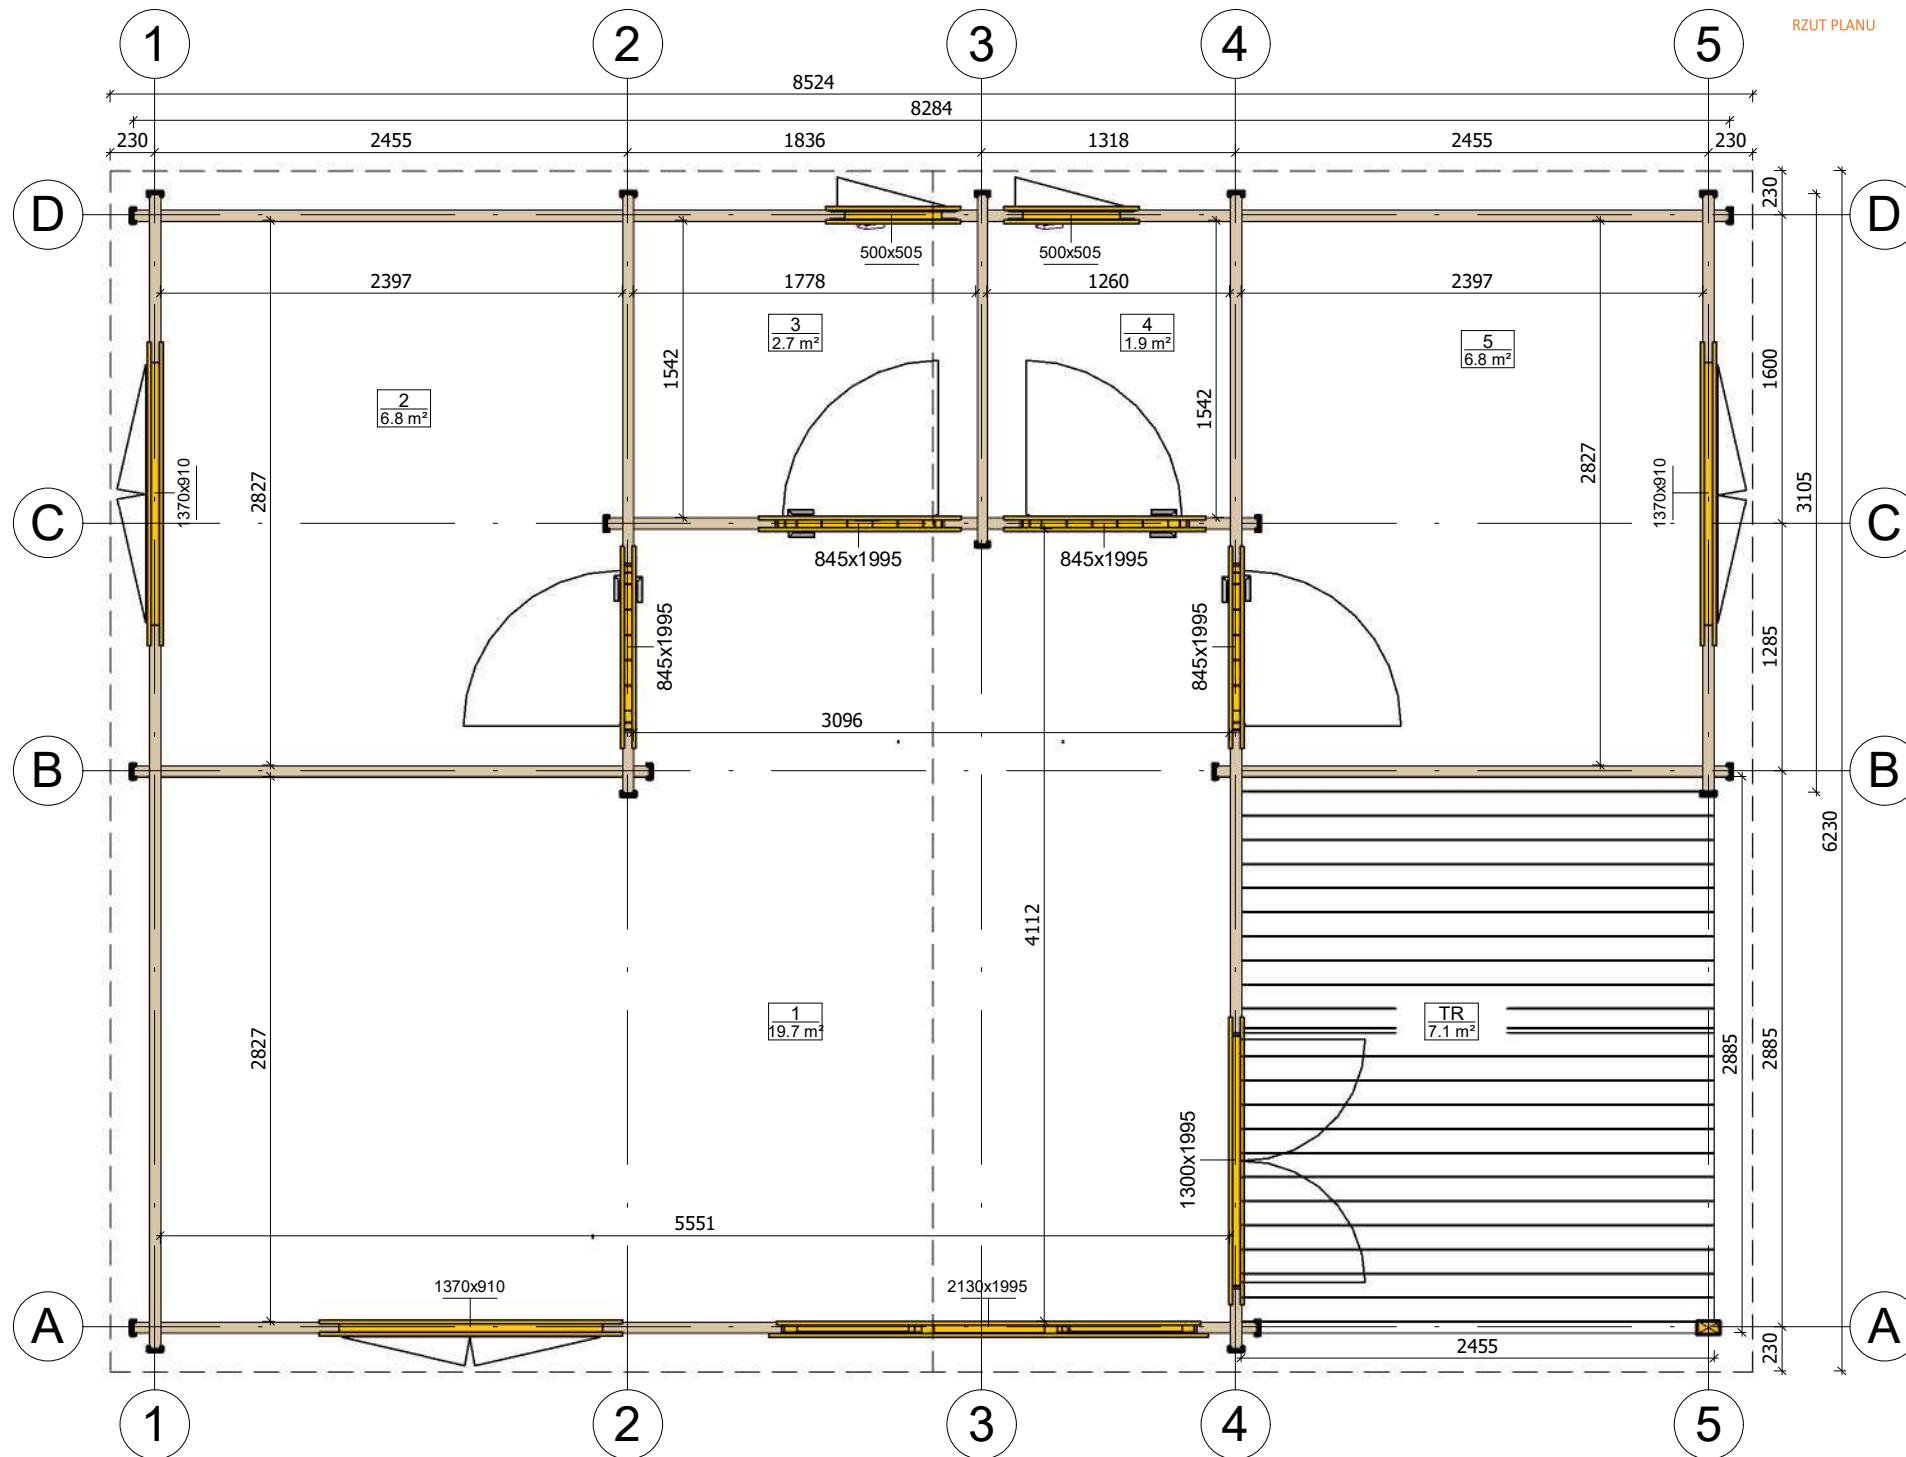 RZUT PLANU
1 2 3 4 5
8524
8284
230 2455 1836 1318 2455 230
D D
230
500x505 500x505
2397 1778 1260 2397
3
2.7 m²
4
1.9 m²
5
6.8 m²
1542 1542 1600
2
6.8 m²
2827 2827
1370x910 1370x910
3105
C C
845x1995 845x1995
845x1995 845x1995
1285
3096
B B
6230
4112
1
19.7 m²
TR
7.1 m²
2827 2885 2885
1300x1995
5551
1370x910 2130x1995
A A
2455
230
1 2 3 4 5